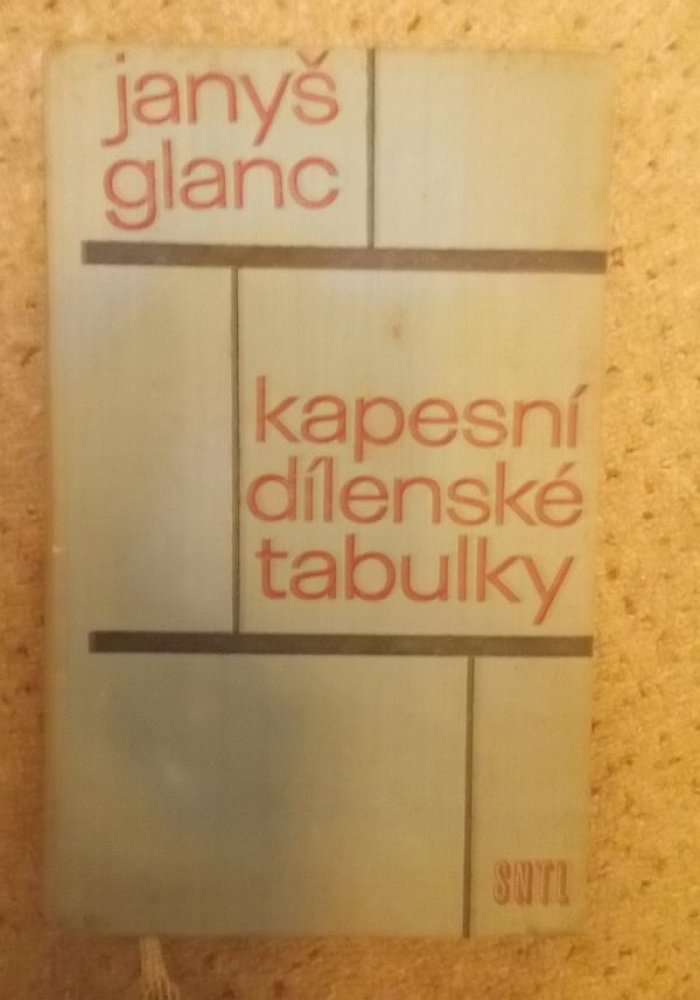 janyš
glanc
kapesní
dílenské
tabulky
SNTL